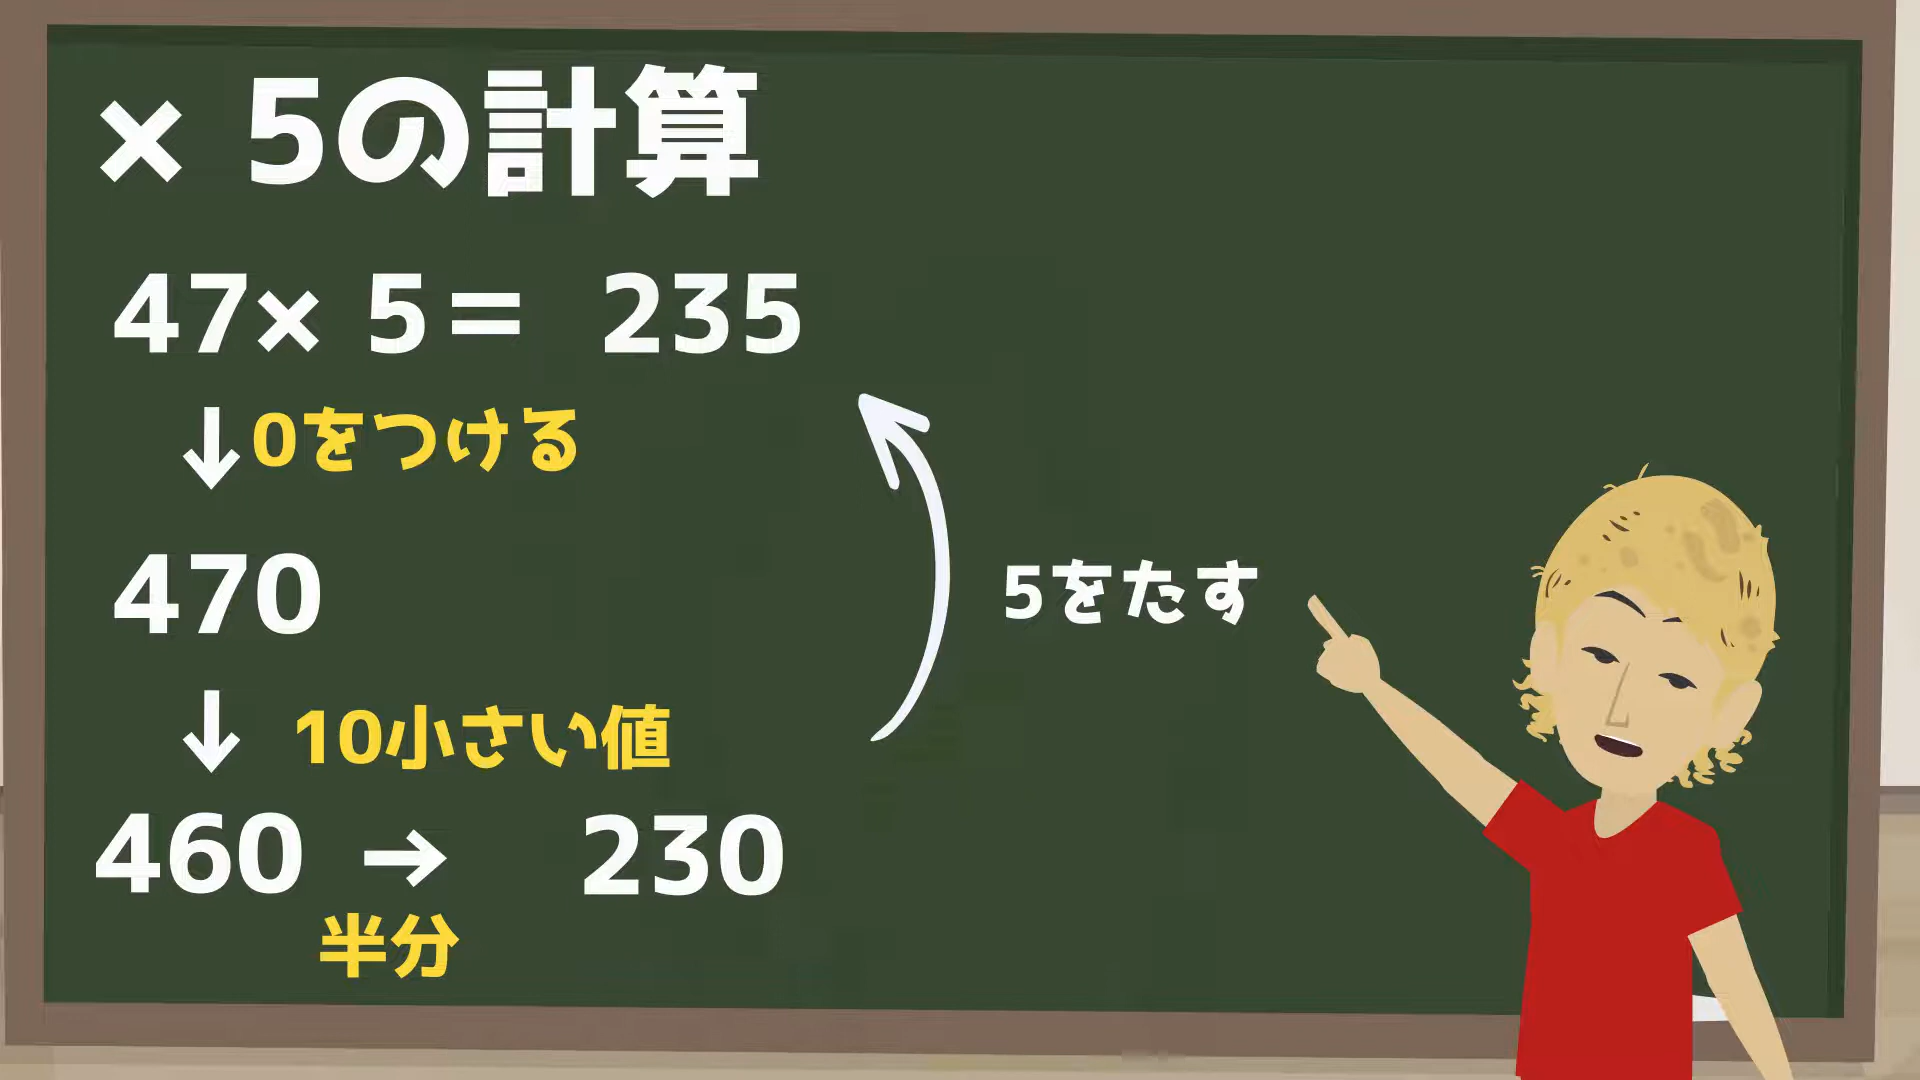 × 5の計算
47× 5＝ 235
↓0をつける
470
5をたす
↓ 10小さい値
460 → 230
半分